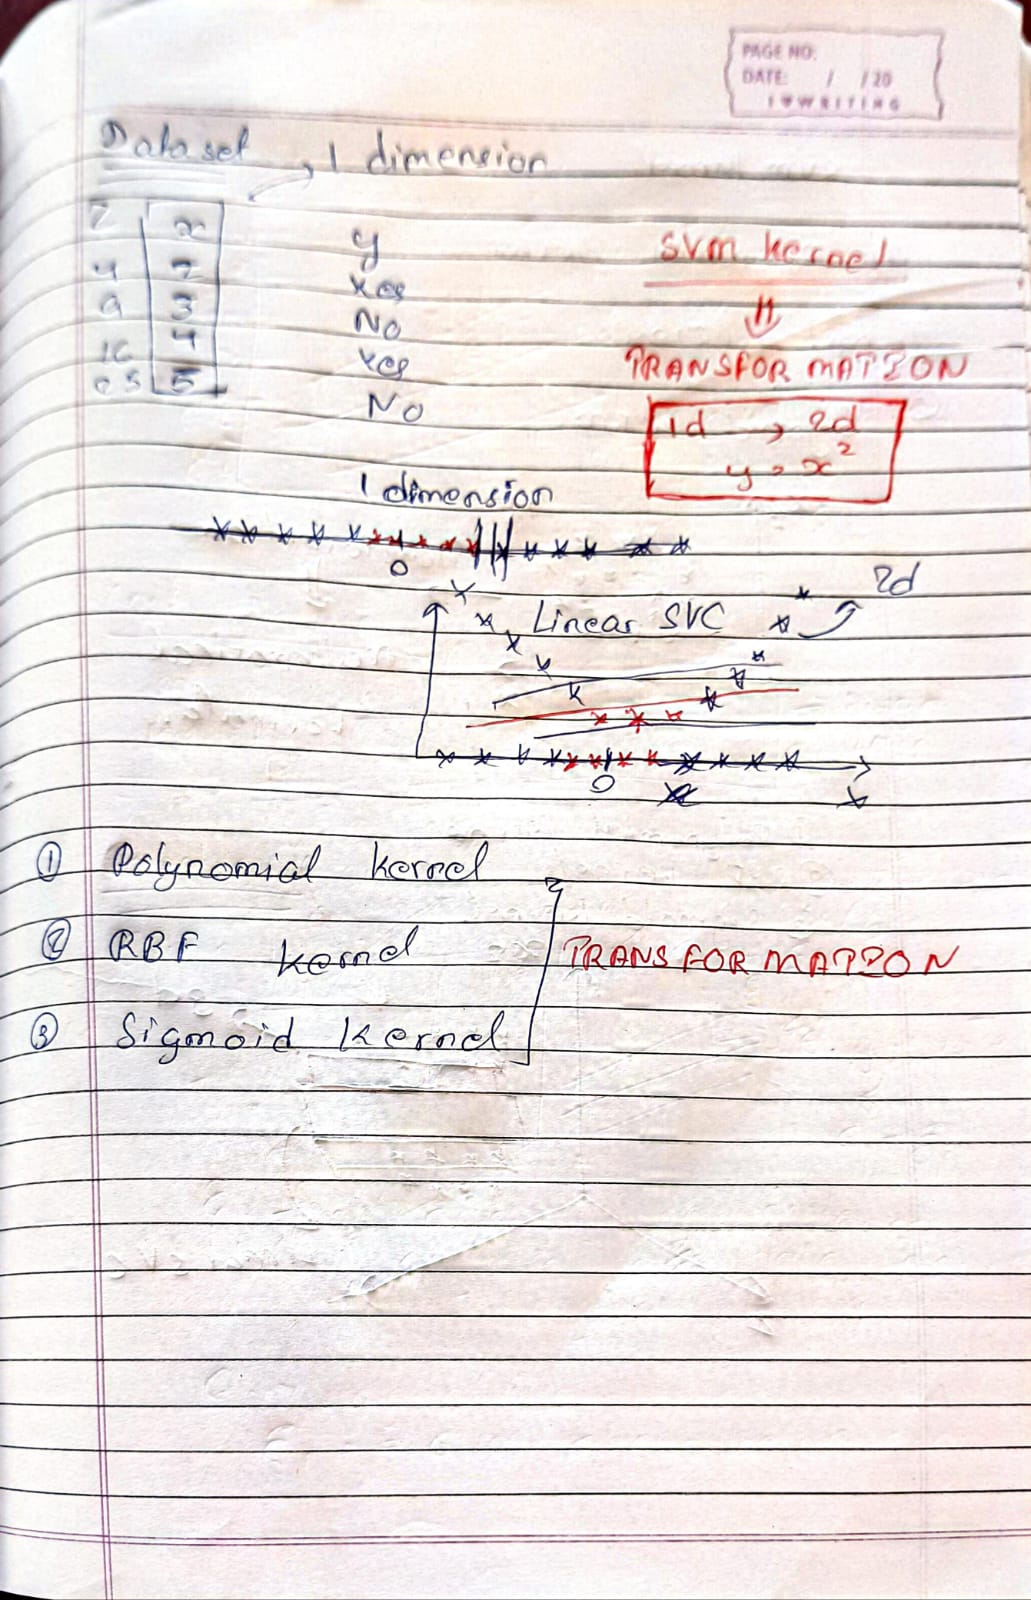 PAGE NO:
DATE: / /20
I ♥ WRITING
Dataset → 1 dimension
Z x y
4 2 Yes
9 3 No
16 4 Yes
25 5 No
SVM kernel
⇓
TRANSFORMATION
1d → 2d
y = x²
1 dimension
0
2d
Linear SVC
0
x
① Polynomial kernel
② RBF kernel
③ Sigmoid kernel
TRANSFORMATION